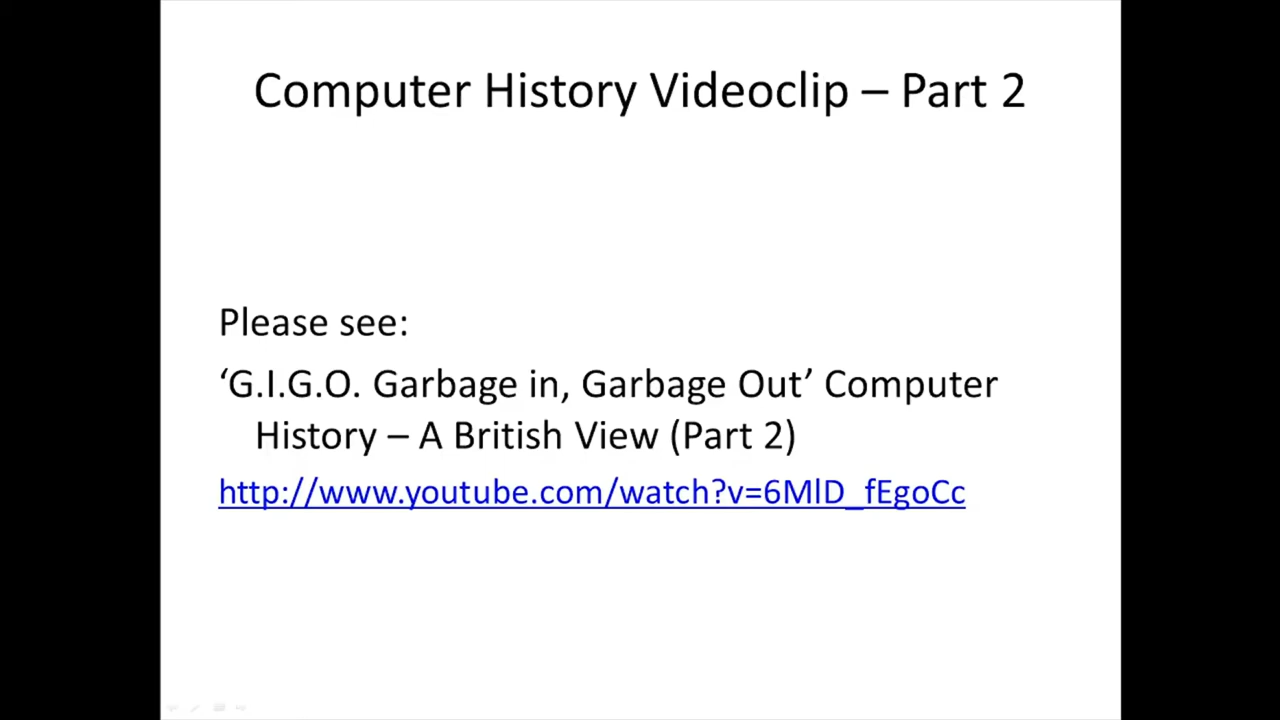 Computer History Videoclip – Part 2
Please see:
‘G.I.G.O. Garbage in, Garbage Out’ Computer
History – A British View (Part 2)
http://www.youtube.com/watch?v=6MlD_fEgoCc